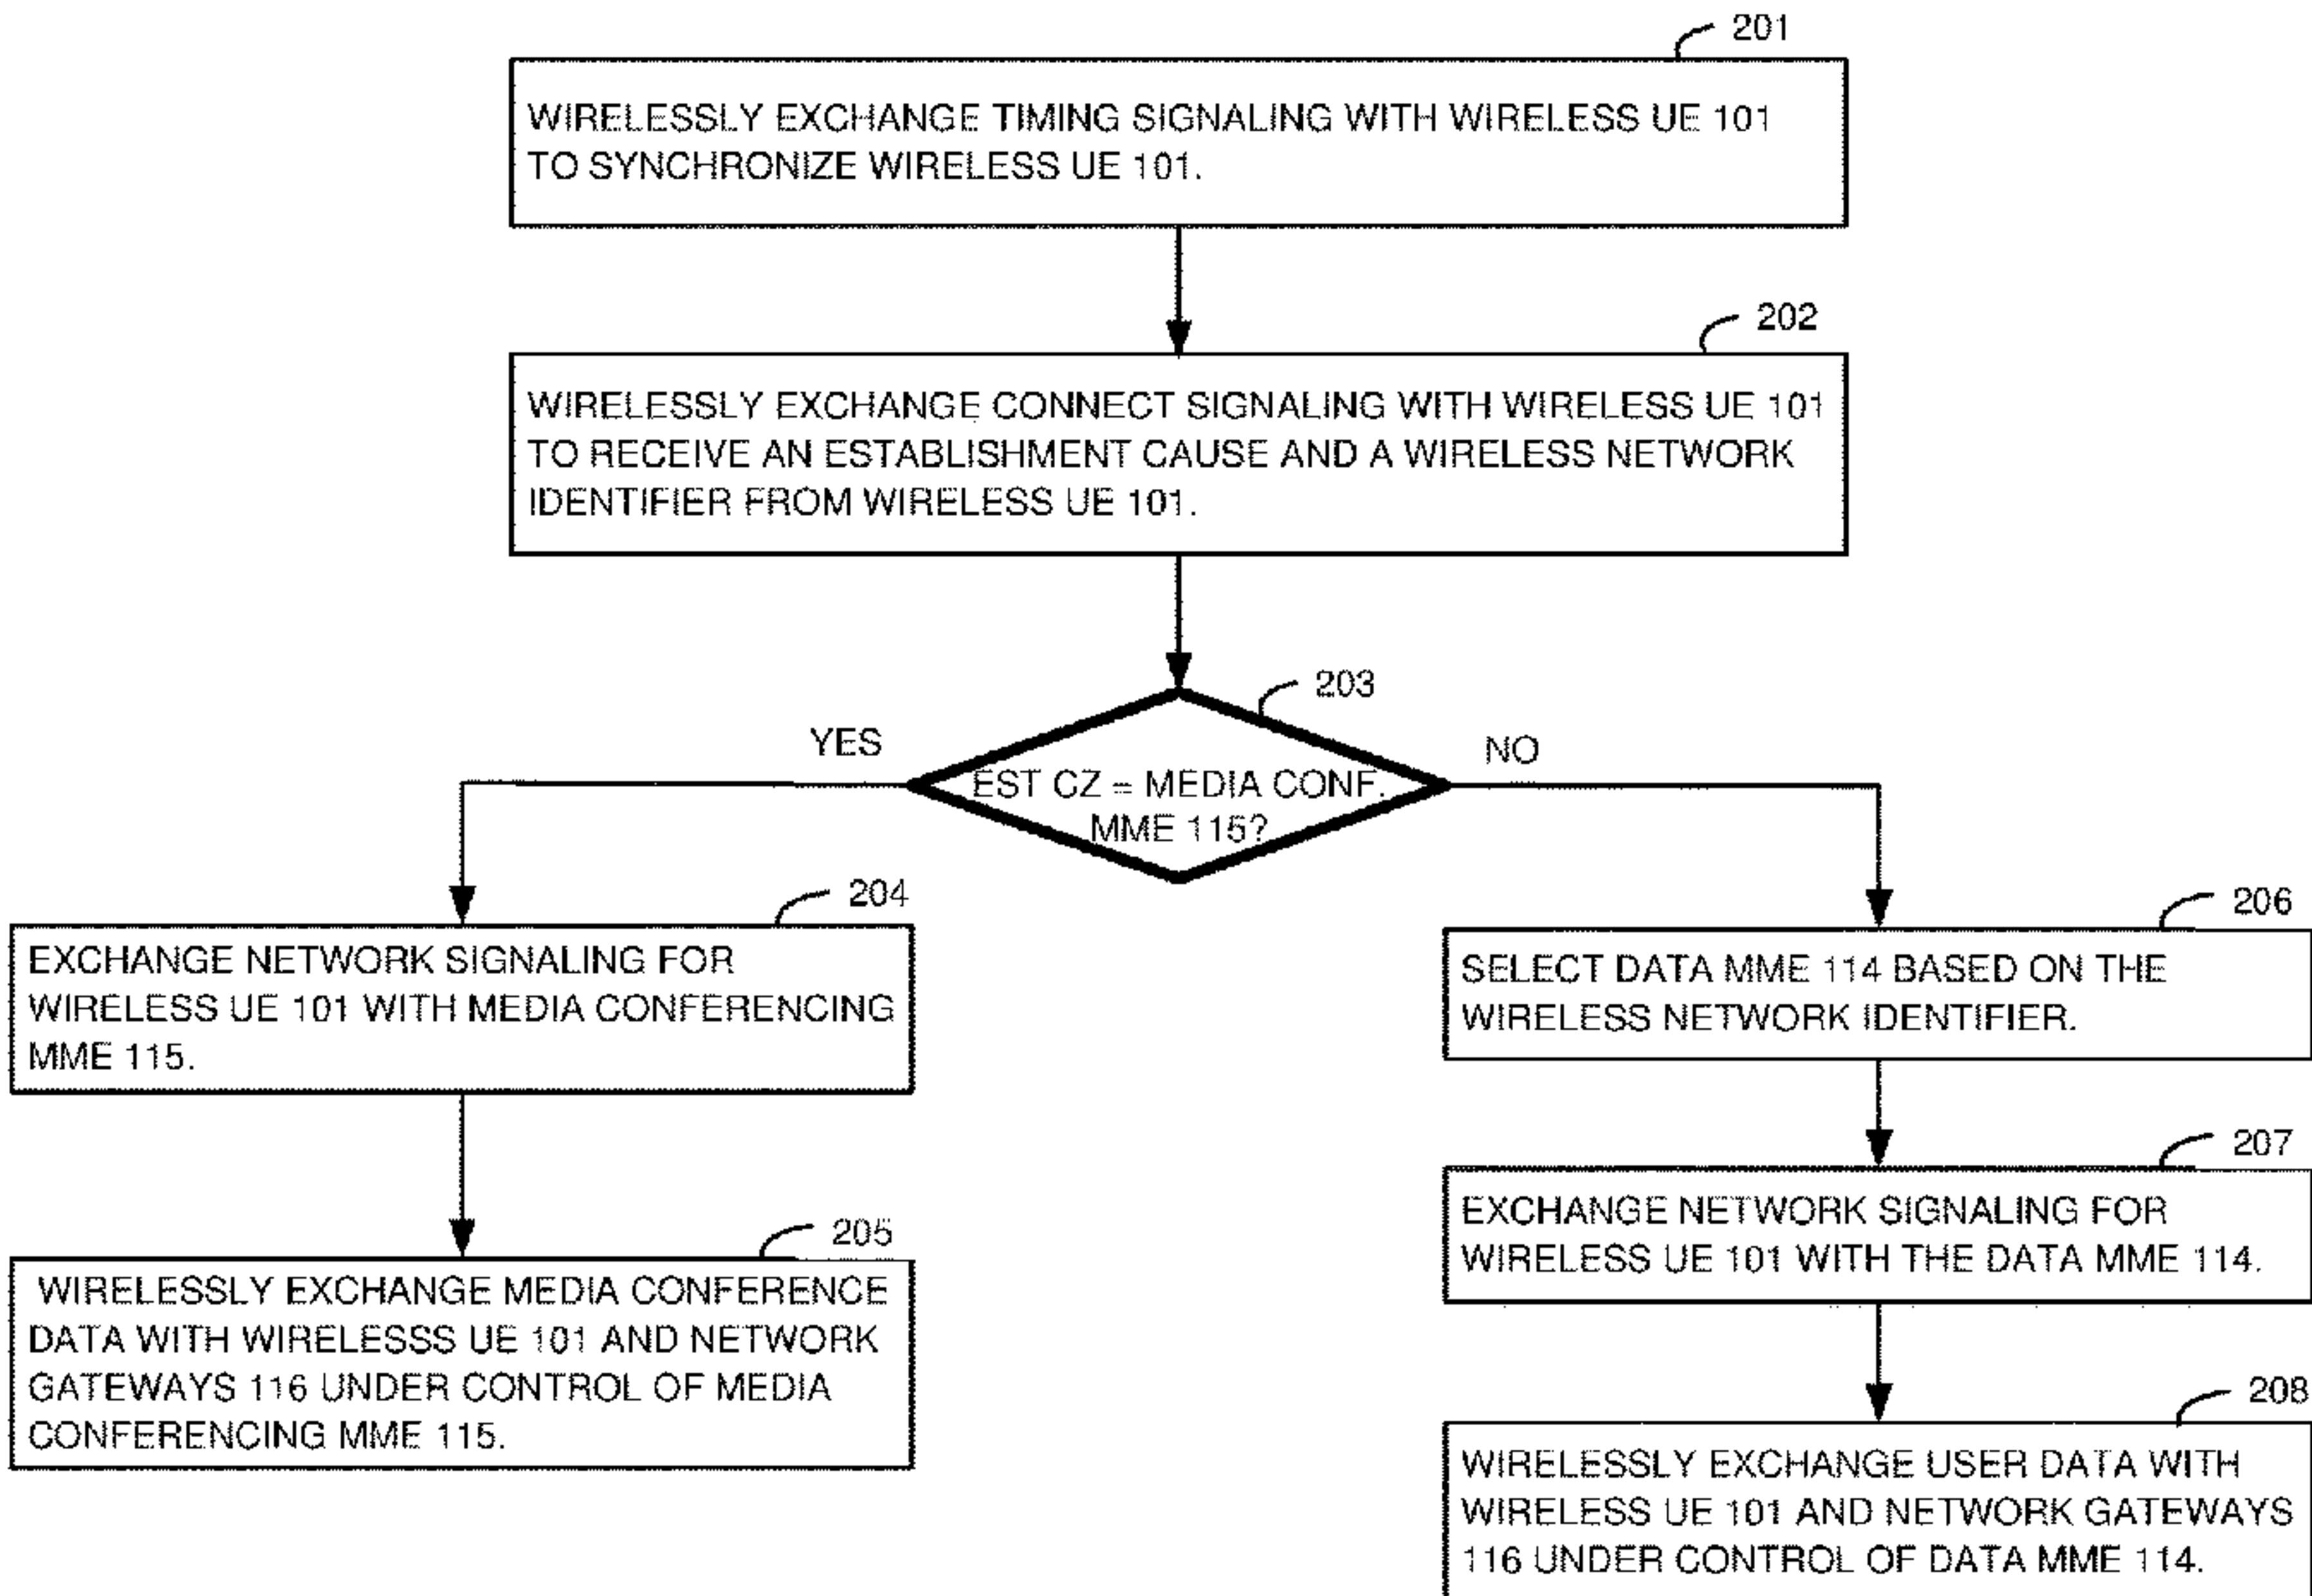 201
WIRELESSLY EXCHANGE TIMING SIGNALING WITH WIRELESS UE 101
TO SYNCHRONIZE WIRELESS UE 101.
202
WIRELESSLY EXCHANGE CONNECT SIGNALING WITH WIRELESS UE 101
TO RECEIVE AN ESTABLISHMENT CAUSE AND A WIRELESS NETWORK
IDENTIFIER FROM WIRELESS UE 101.
203
YES
NO
EST CZ = MEDIA CONF.
MME 115?
204
EXCHANGE NETWORK SIGNALING FOR
WIRELESS UE 101 WITH MEDIA CONFERENCING
MME 115.
205
WIRELESSLY EXCHANGE MEDIA CONFERENCE
DATA WITH WIRELESSS UE 101 AND NETWORK
GATEWAYS 116 UNDER CONTROL OF MEDIA
CONFERENCING MME 115.
206
SELECT DATA MME 114 BASED ON THE
WIRELESS NETWORK IDENTIFIER.
207
EXCHANGE NETWORK SIGNALING FOR
WIRELESS UE 101 WITH THE DATA MME 114.
208
WIRELESSLY EXCHANGE USER DATA WITH
WIRELESS UE 101 AND NETWORK GATEWAYS
116 UNDER CONTROL OF DATA MME 114.